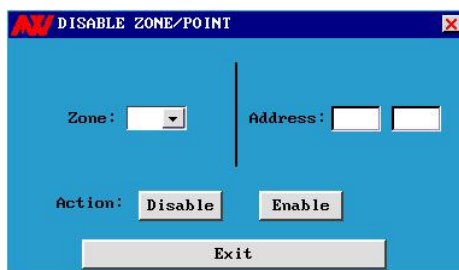 DISABLE ZONE/POINT
Zone:
Address:
Action: Disable Enable
Exit